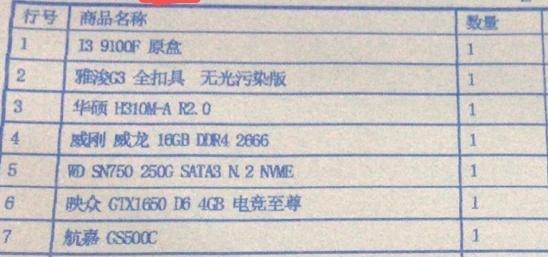 行号 商品名称 数量
1 I3 9100F 原盒 1
2 雅浚G3 全扣具 无光污染版 1
3 华硕 H310M-A R2.0 1
4 威刚 威龙 16GB DDR4 2666 1
5 WD SN750 250G SATA3 N.2 NVME 1
6 映众 GTX1650 D6 4GB 电竞至尊 1
7 航嘉 GS500C 1